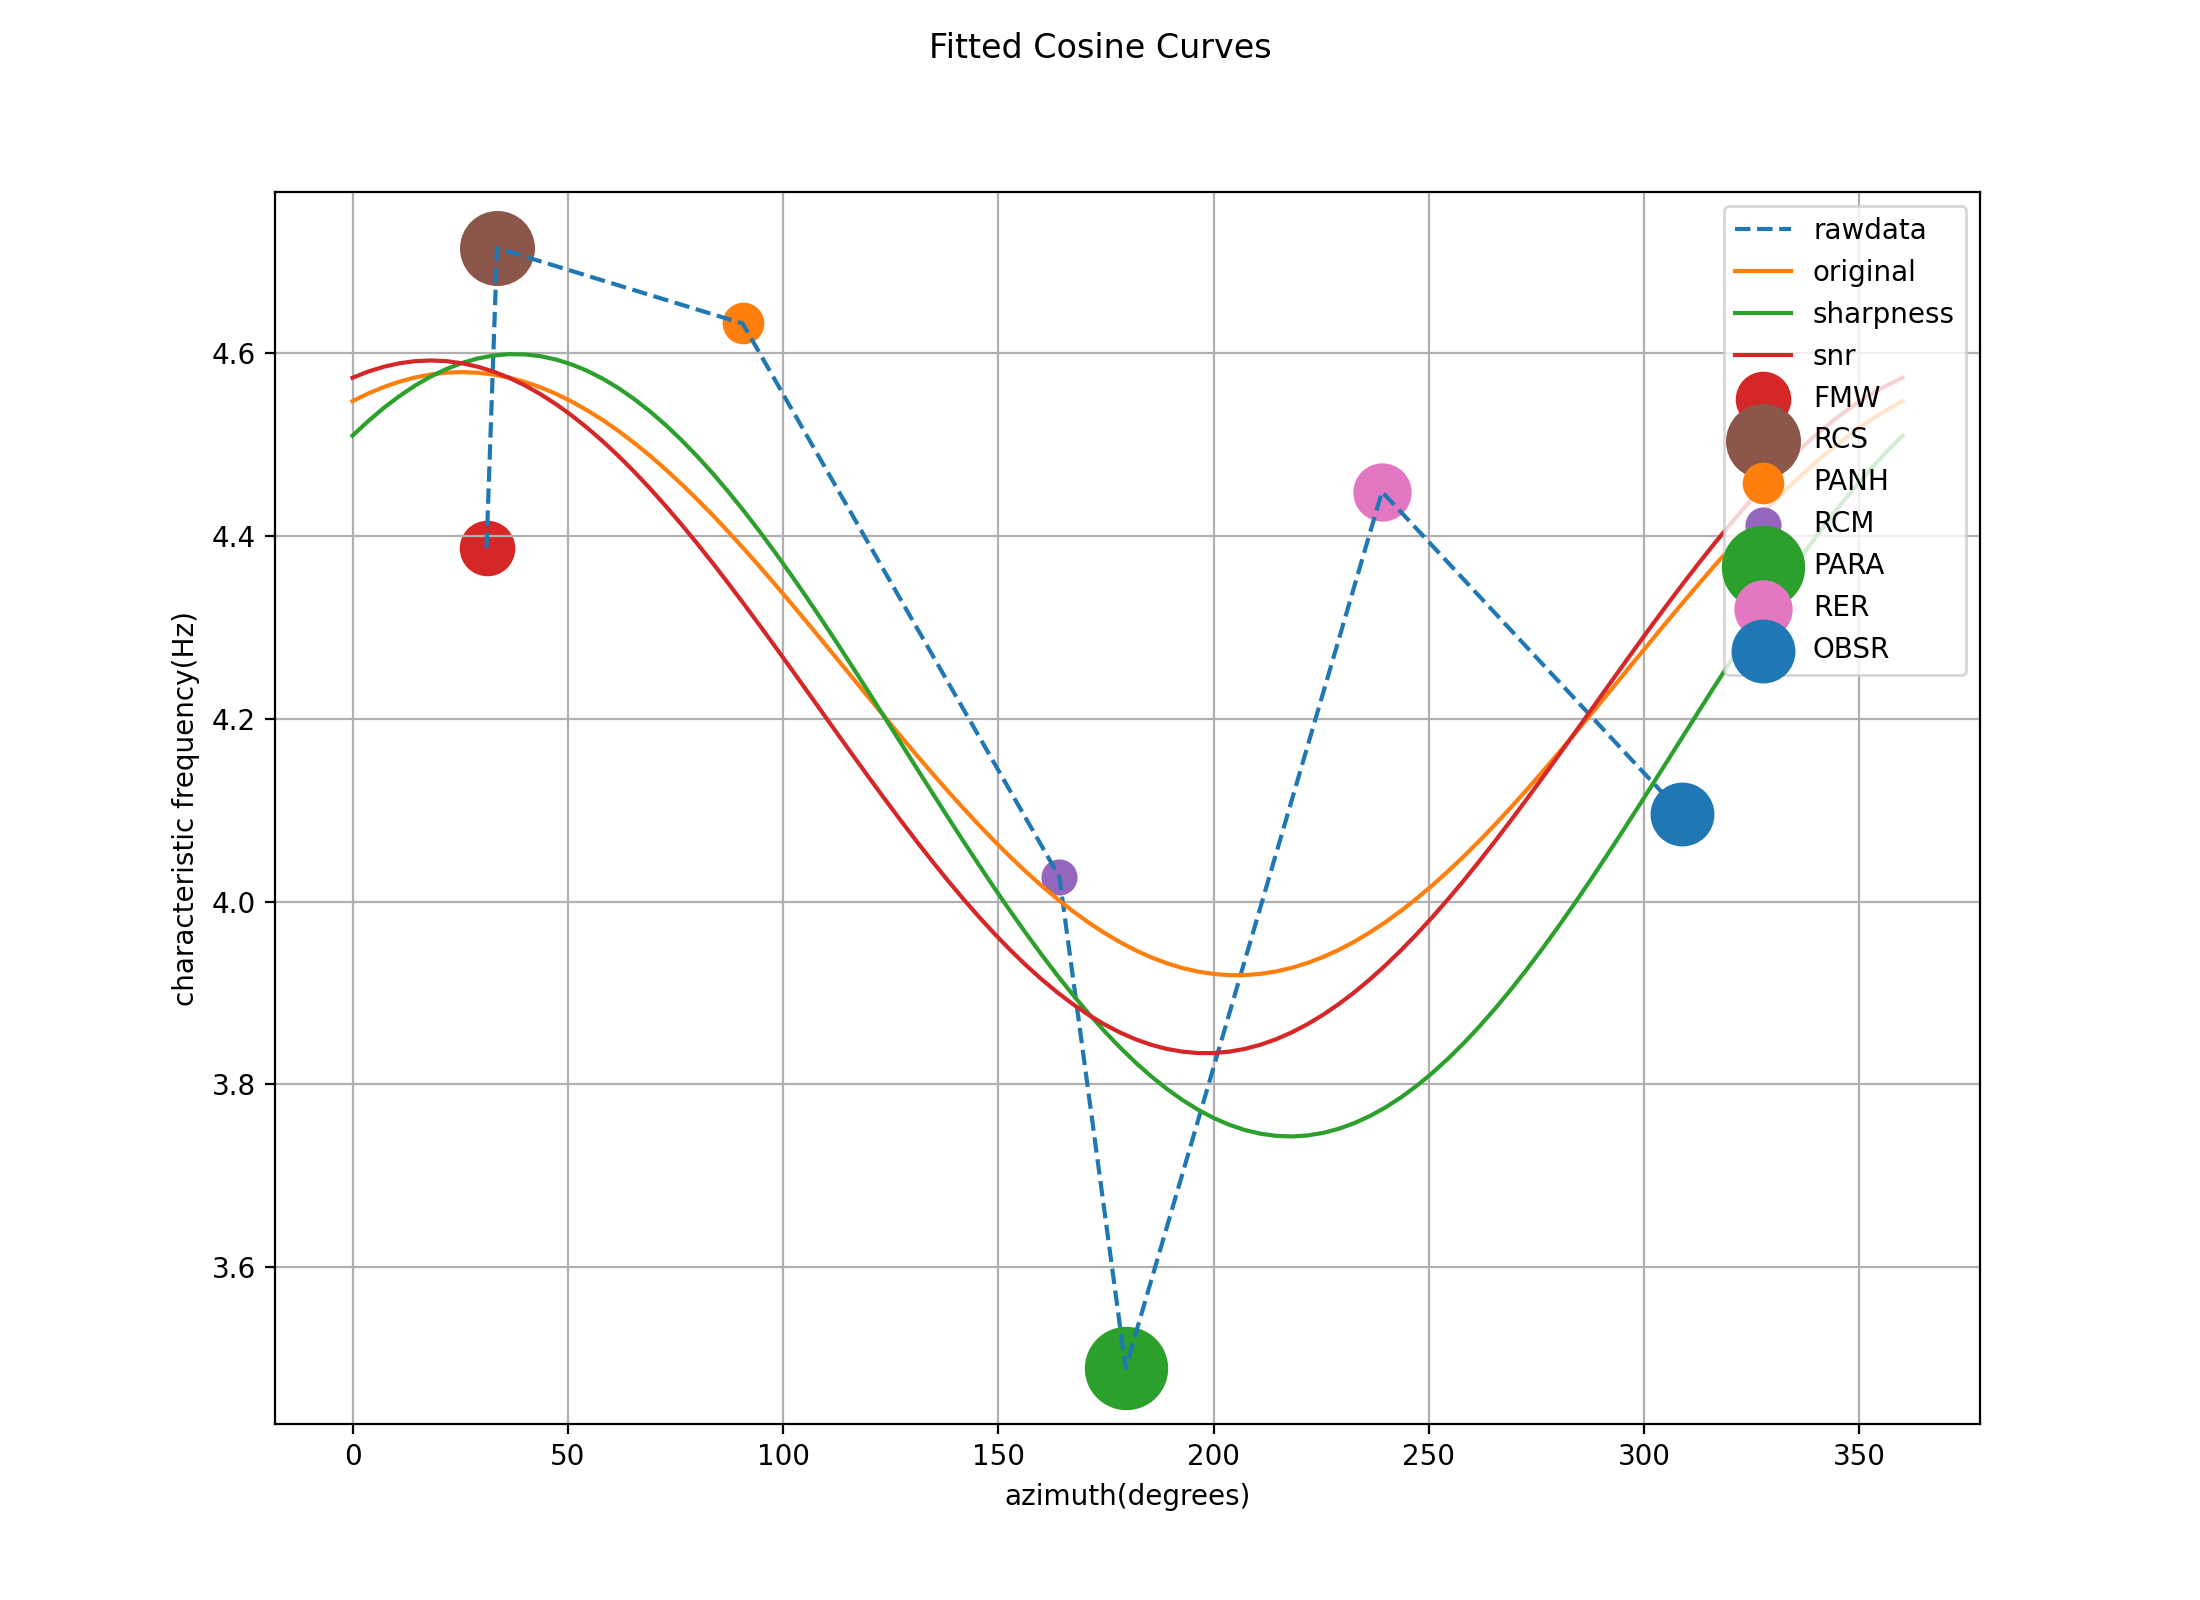 Fitted Cosine Curves
rawdata
original
sharpness
snr
FMW
RCS
PANH
RCM
PARA
RER
OBSR
characteristic frequency(Hz)
4.6
4.4
4.2
4.0
3.8
3.6
0 50 100 150 200 250 300 350
azimuth(degrees)